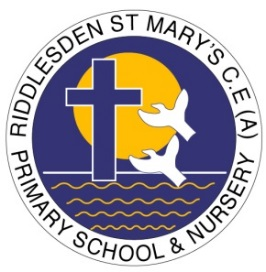 RIDDLESDEN ST MARY'S C.E (A)
PRIMARY SCHOOL & NURSERY